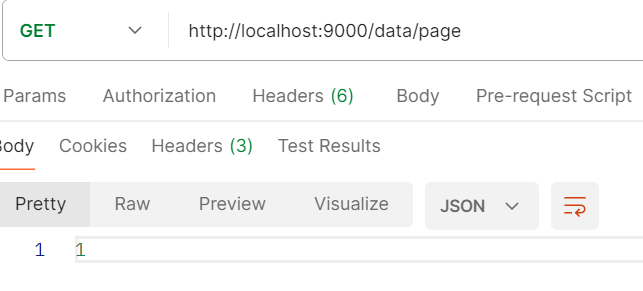 GET http://localhost:9000/data/page
Params Authorization Headers (6) Body Pre-request Script
Body Cookies Headers (3) Test Results
Pretty Raw Preview Visualize JSON
1 1